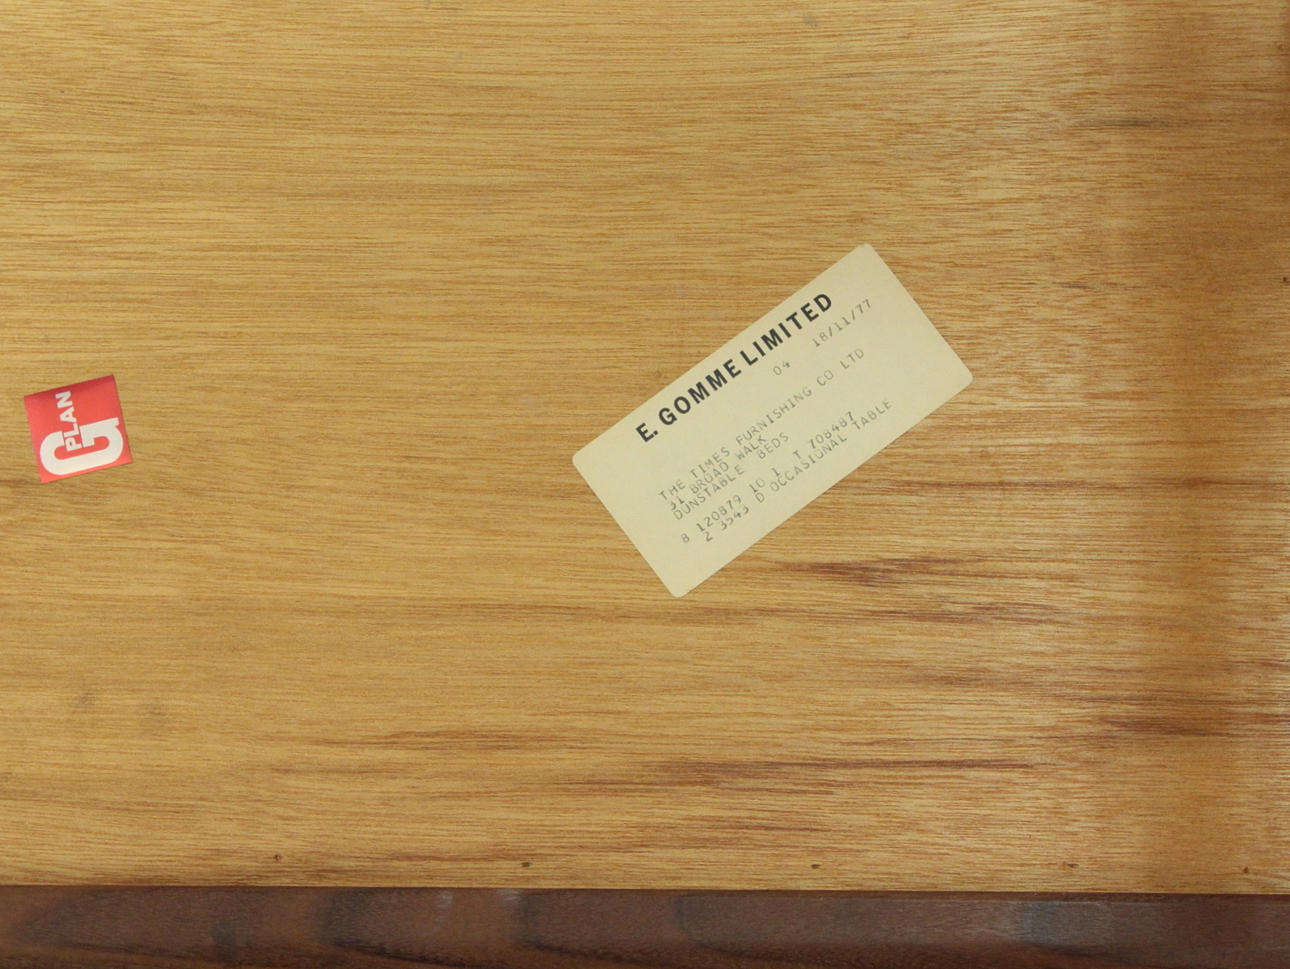 G PLAN
E. GOMME LIMITED
04 18/11/77
THE TIMES FURNISHING CO LTD
31 BROAD WALK
DUNSTABLE BEDS
8 120879 10 1 T 708487
2 3543 D OCCASIONAL TABLE